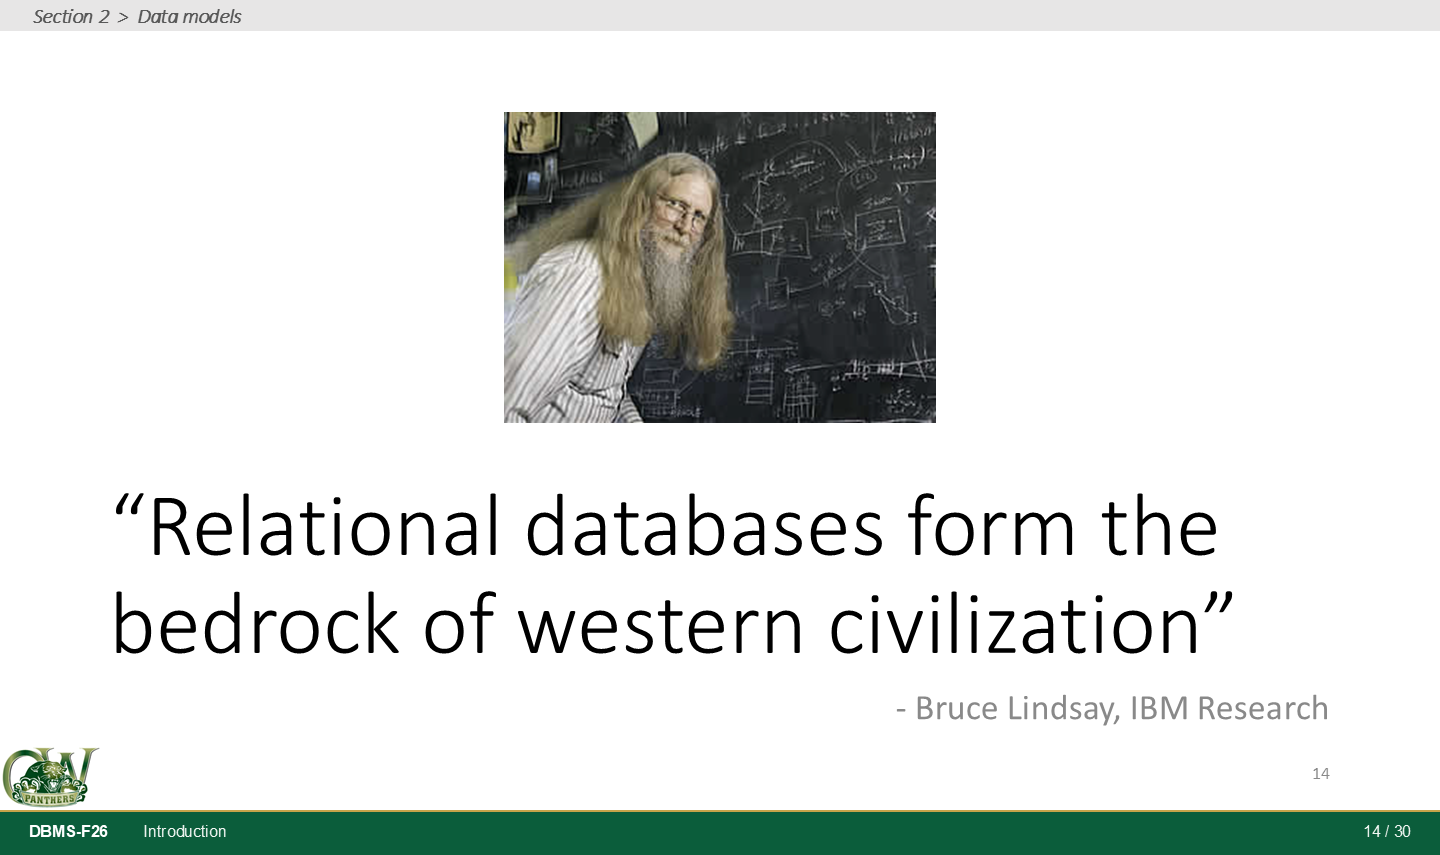 Section 2 > Data models
“Relational databases form the
bedrock of western civilization”
- Bruce Lindsay, IBM Research
14
OW
PANTHERS
DBMS-F26 Introduction 14 / 30